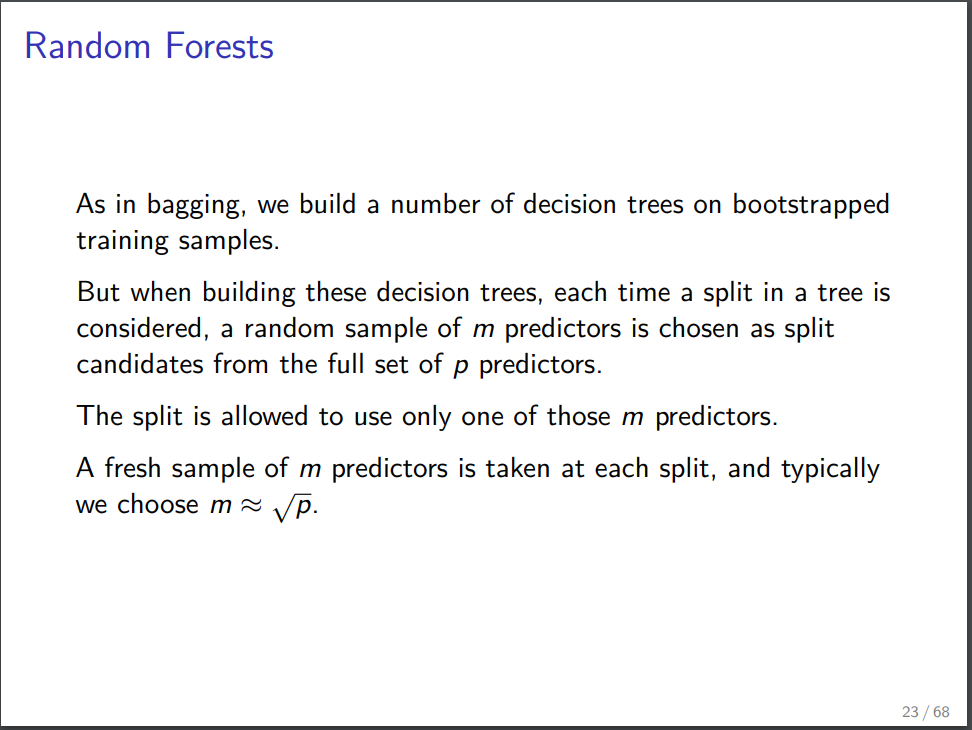 Random Forests
As in bagging, we build a number of decision trees on bootstrapped
training samples.
But when building these decision trees, each time a split in a tree is
considered, a random sample of m predictors is chosen as split
candidates from the full set of p predictors.
The split is allowed to use only one of those m predictors.
A fresh sample of m predictors is taken at each split, and typically
we choose m ≈ √p.
23 / 68